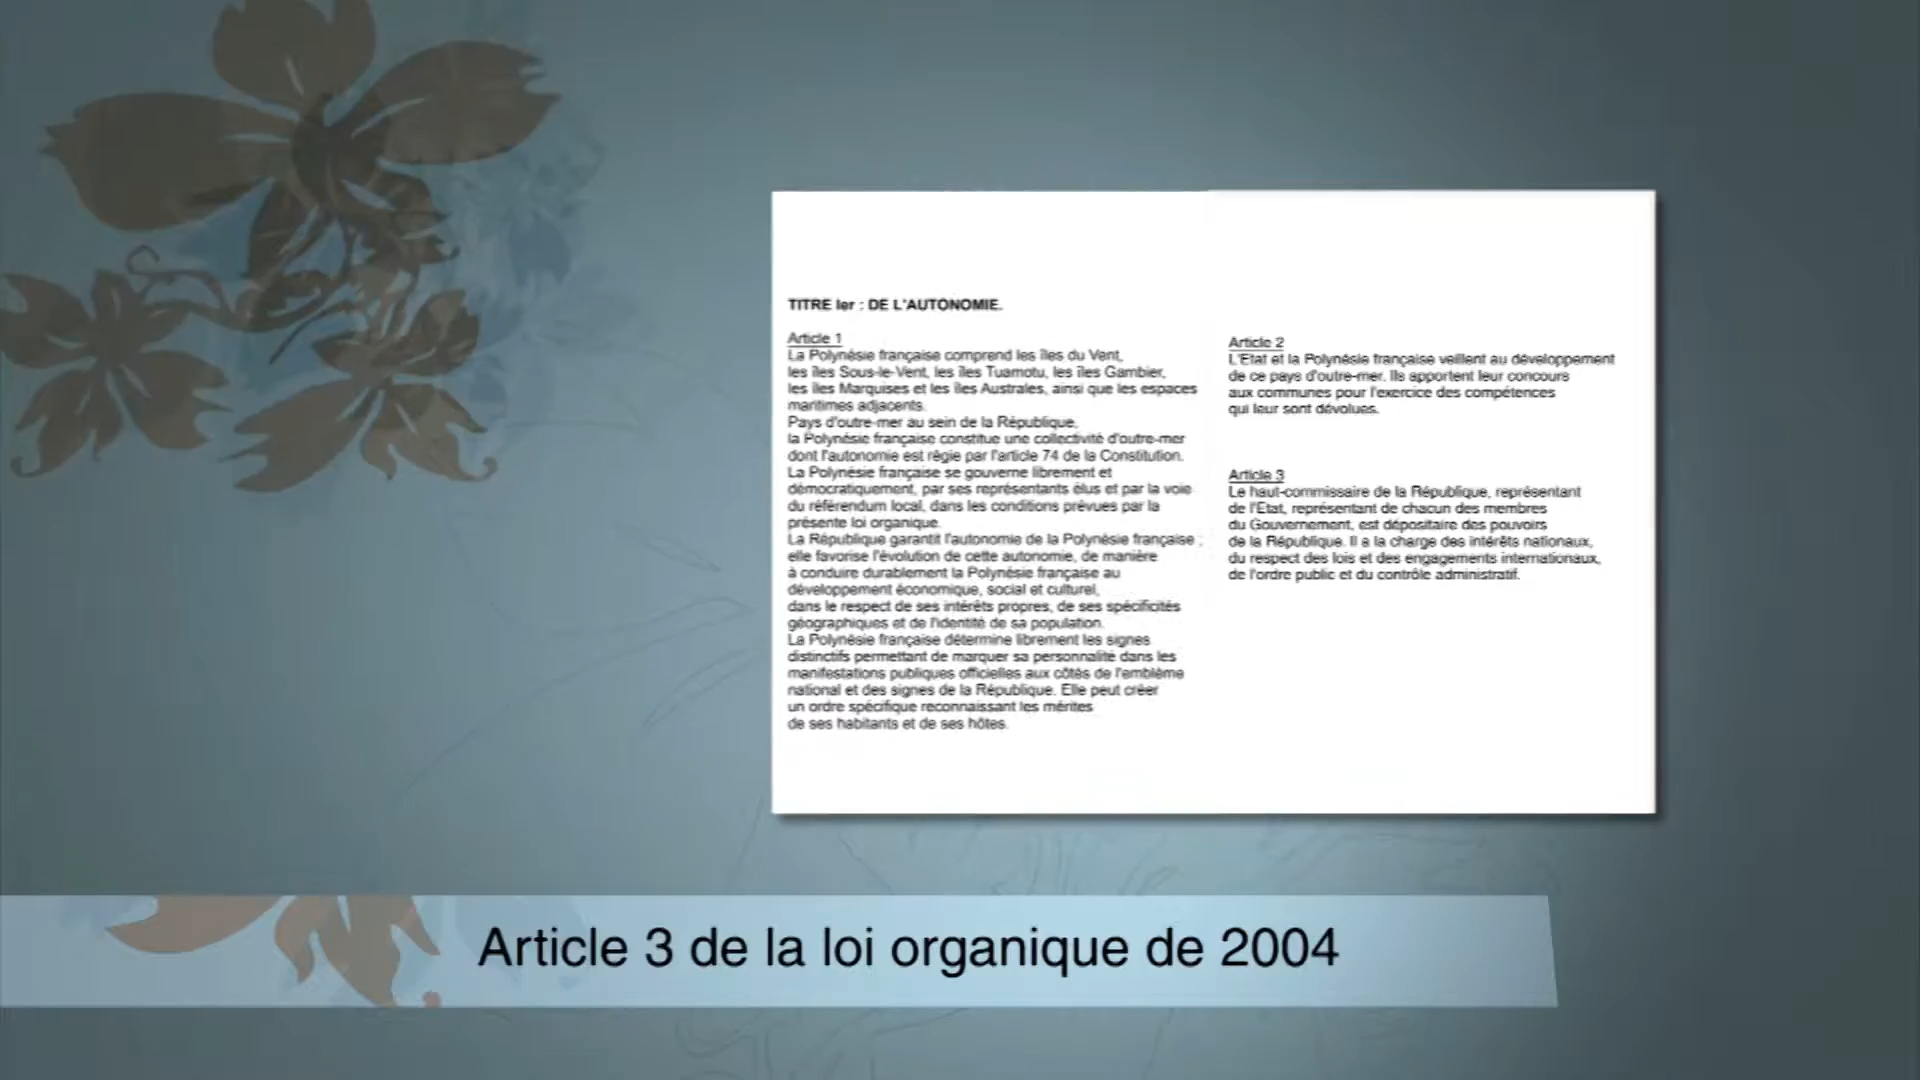 TITRE Ier : DE L'AUTONOMIE.
Article 1
La Polynésie française comprend les îles du Vent,
les îles Sous-le-Vent, les îles Tuamotu, les îles Gambier,
les îles Marquises et les îles Australes, ainsi que les espaces
maritimes adjacents.
Pays d'outre-mer au sein de la République,
la Polynésie française constitue une collectivité d'outre-mer
dont l'autonomie est régie par l'article 74 de la Constitution.
La Polynésie française se gouverne librement et
démocratiquement, par ses représentants élus et par la voie
du référendum local, dans les conditions prévues par la
présente loi organique.
La République garantit l'autonomie de la Polynésie française ;
elle favorise l'évolution de cette autonomie, de manière
à conduire durablement la Polynésie française au
développement économique, social et culturel,
dans le respect de ses intérêts propres, de ses spécificités
géographiques et de l'identité de sa population.
La Polynésie française détermine librement les signes
distinctifs permettant de marquer sa personnalité dans les
manifestations publiques officielles aux côtés de l'emblème
national et des signes de la République. Elle peut créer
un ordre spécifique reconnaissant les mérites
de ses habitants et de ses hôtes.
Article 2
L'Etat et la Polynésie française veillent au développement
de ce pays d'outre-mer. Ils apportent leur concours
aux communes pour l'exercice des compétences
qui leur sont dévolues.
Article 3
Le haut-commissaire de la République, représentant
de l'Etat, représentant de chacun des membres
du Gouvernement, est dépositaire des pouvoirs
de la République. Il a la charge des intérêts nationaux,
du respect des lois et des engagements internationaux,
de l'ordre public et du contrôle administratif.
Article 3 de la loi organique de 2004